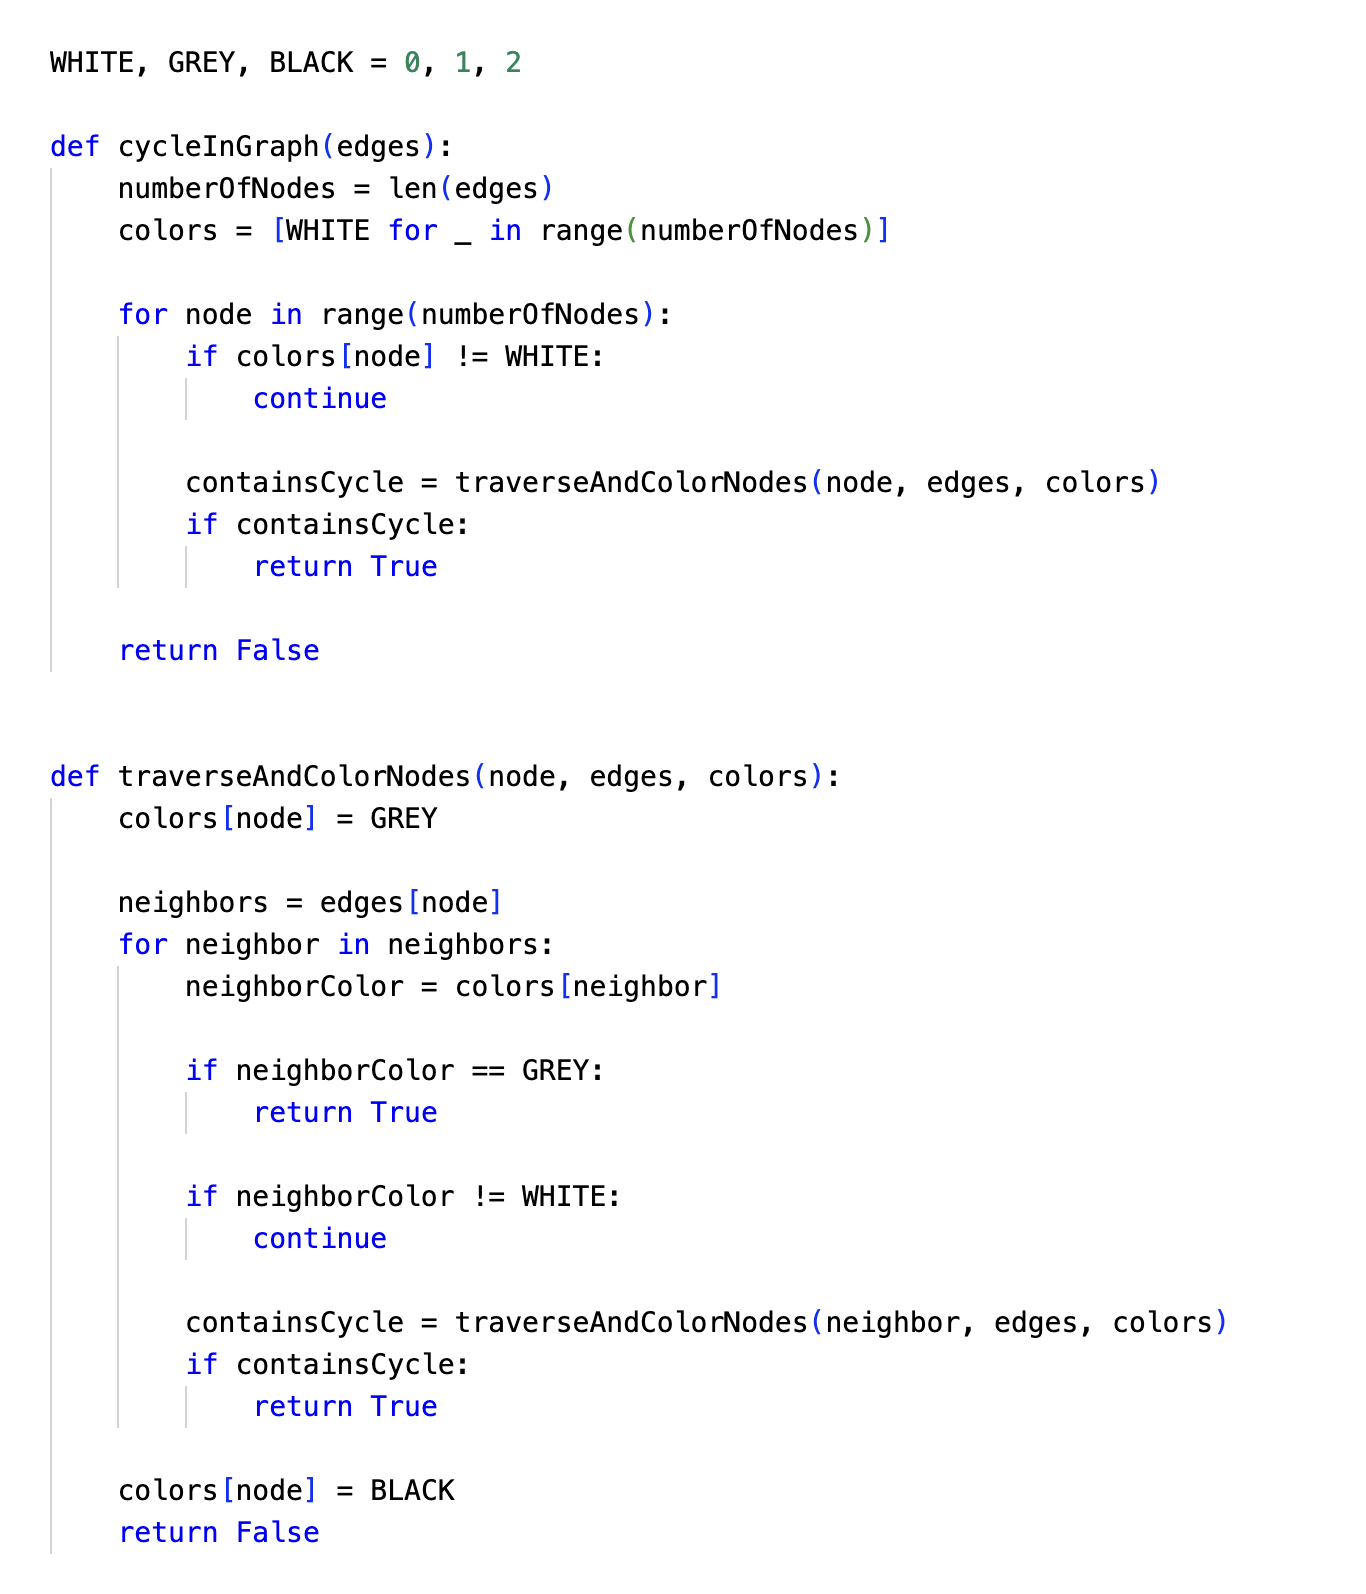 WHITE, GREY, BLACK = 0, 1, 2

def cycleInGraph(edges):
    numberOfNodes = len(edges)
    colors = [WHITE for _ in range(numberOfNodes)]

    for node in range(numberOfNodes):
        if colors[node] != WHITE:
            continue

        containsCycle = traverseAndColorNodes(node, edges, colors)
        if containsCycle:
            return True

    return False


def traverseAndColorNodes(node, edges, colors):
    colors[node] = GREY

    neighbors = edges[node]
    for neighbor in neighbors:
        neighborColor = colors[neighbor]

        if neighborColor == GREY:
            return True

        if neighborColor != WHITE:
            continue

        containsCycle = traverseAndColorNodes(neighbor, edges, colors)
        if containsCycle:
            return True

    colors[node] = BLACK
    return False